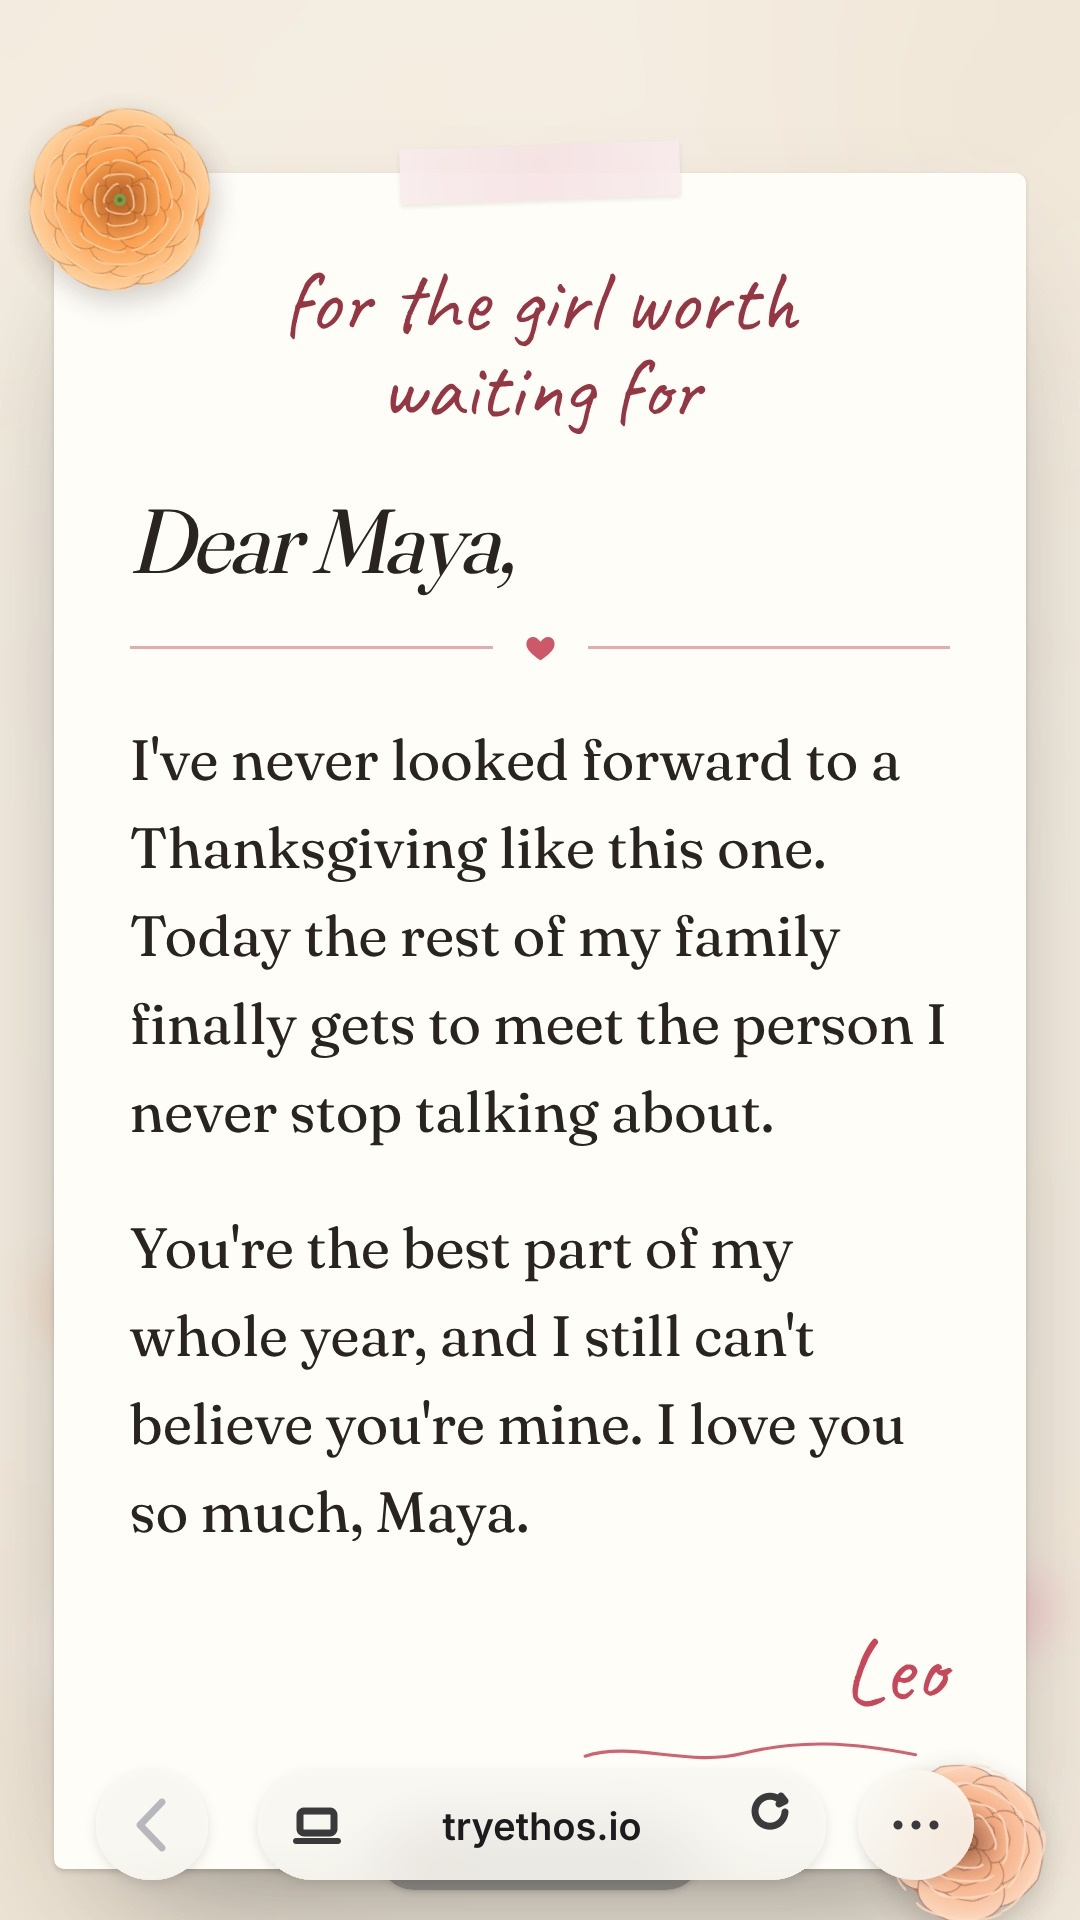 for the girl worth
waiting for
Dear Maya,
I've never looked forward to a
Thanksgiving like this one.
Today the rest of my family
finally gets to meet the person I
never stop talking about.
You're the best part of my
whole year, and I still can't
believe you're mine. I love you
so much, Maya.
Leo
tryethos.io